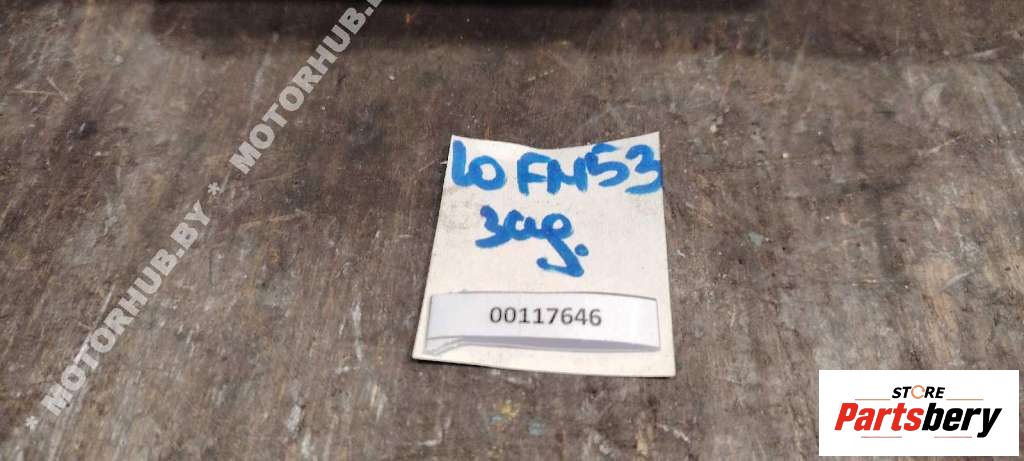 * MOTORHUB.BY * MOTORHUB.BY
10 FM53
зад.
00117646
STORE
Partsbery